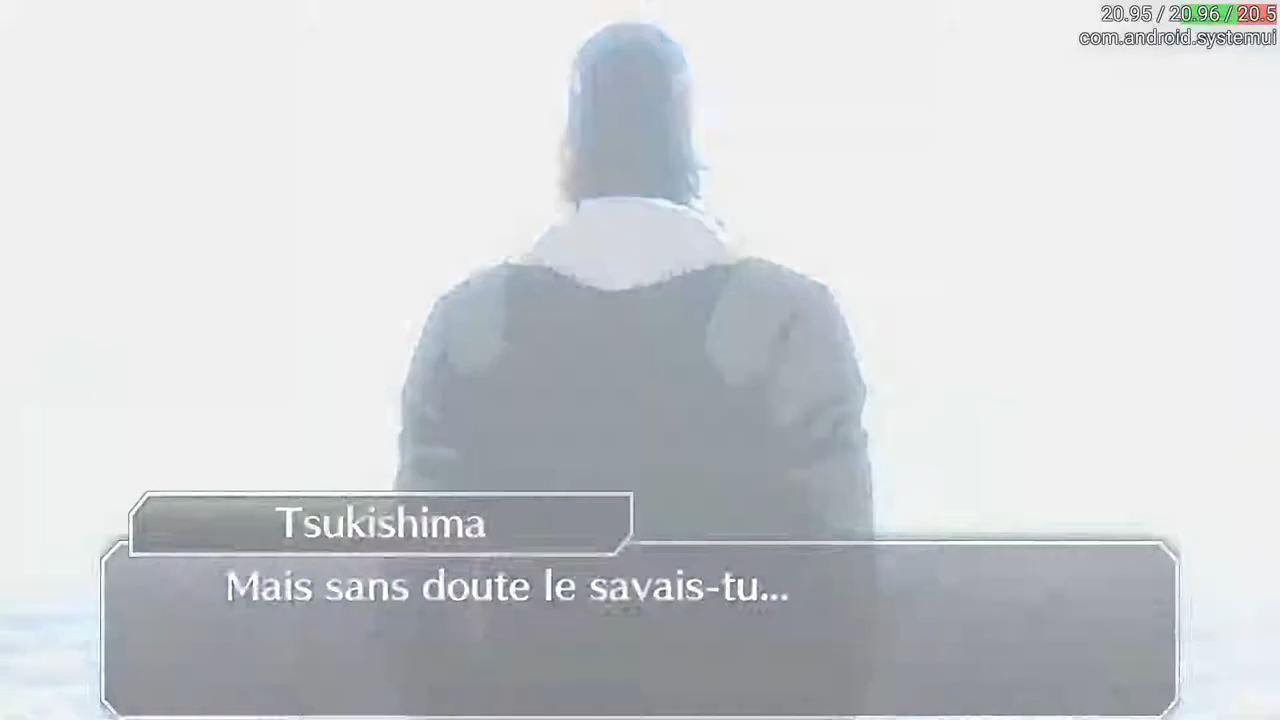 20.95 / 20.96 / 20.5
com.android.systemui
Tsukishima
Mais sans doute le savais-tu...